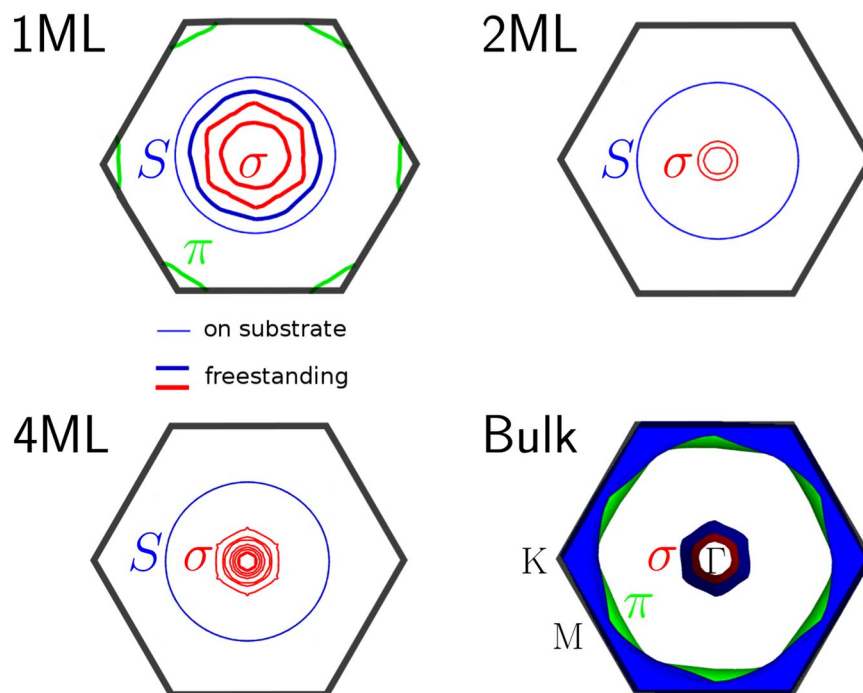 1ML
2ML
S
σ
π
S σ
on substrate
freestanding
4ML
Bulk
S σ
K
σ
Γ
π
M